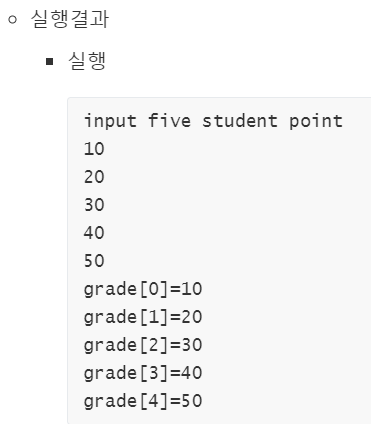 실행결과
실행
input five student point
10
20
30
40
50
grade[0]=10
grade[1]=20
grade[2]=30
grade[3]=40
grade[4]=50